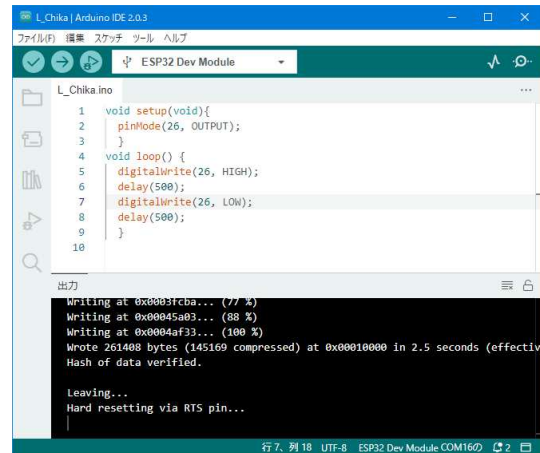 L_Chika | Arduino IDE 2.0.3
ファイル(F) 編集 スケッチ ツール ヘルプ
ESP32 Dev Module
L_Chika.ino
1 void setup(void){
2 pinMode(26, OUTPUT);
3 }
4 void loop() {
5 digitalWrite(26, HIGH);
6 delay(500);
7 digitalWrite(26, LOW);
8 delay(500);
9 }
10
出力
Writing at 0x0003fcba... (77 %)
Writing at 0x00045a03... (88 %)
Writing at 0x0004af33... (100 %)
Wrote 261408 bytes (145169 compressed) at 0x00010000 in 2.5 seconds (effectiv
Hash of data verified.
Leaving...
Hard resetting via RTS pin...
行 7、列 18 UTF-8 ESP32 Dev Module COM16の 2